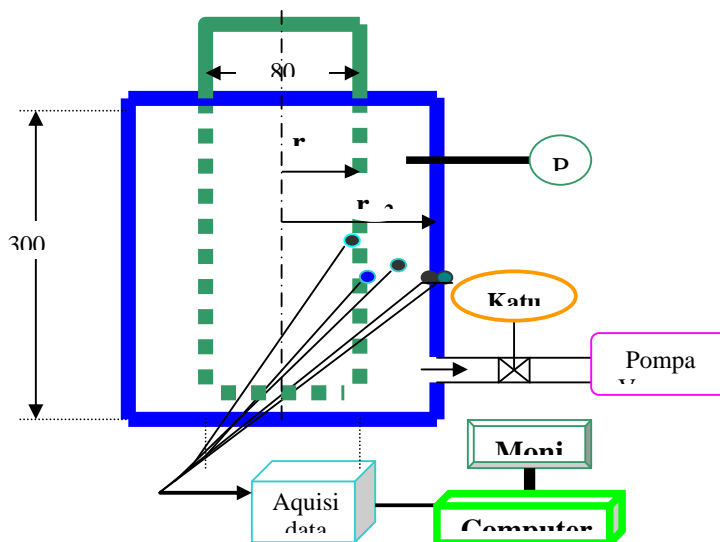 80
r
r
300
Katu
Pompa
Moni
Aquisi
data
Computer